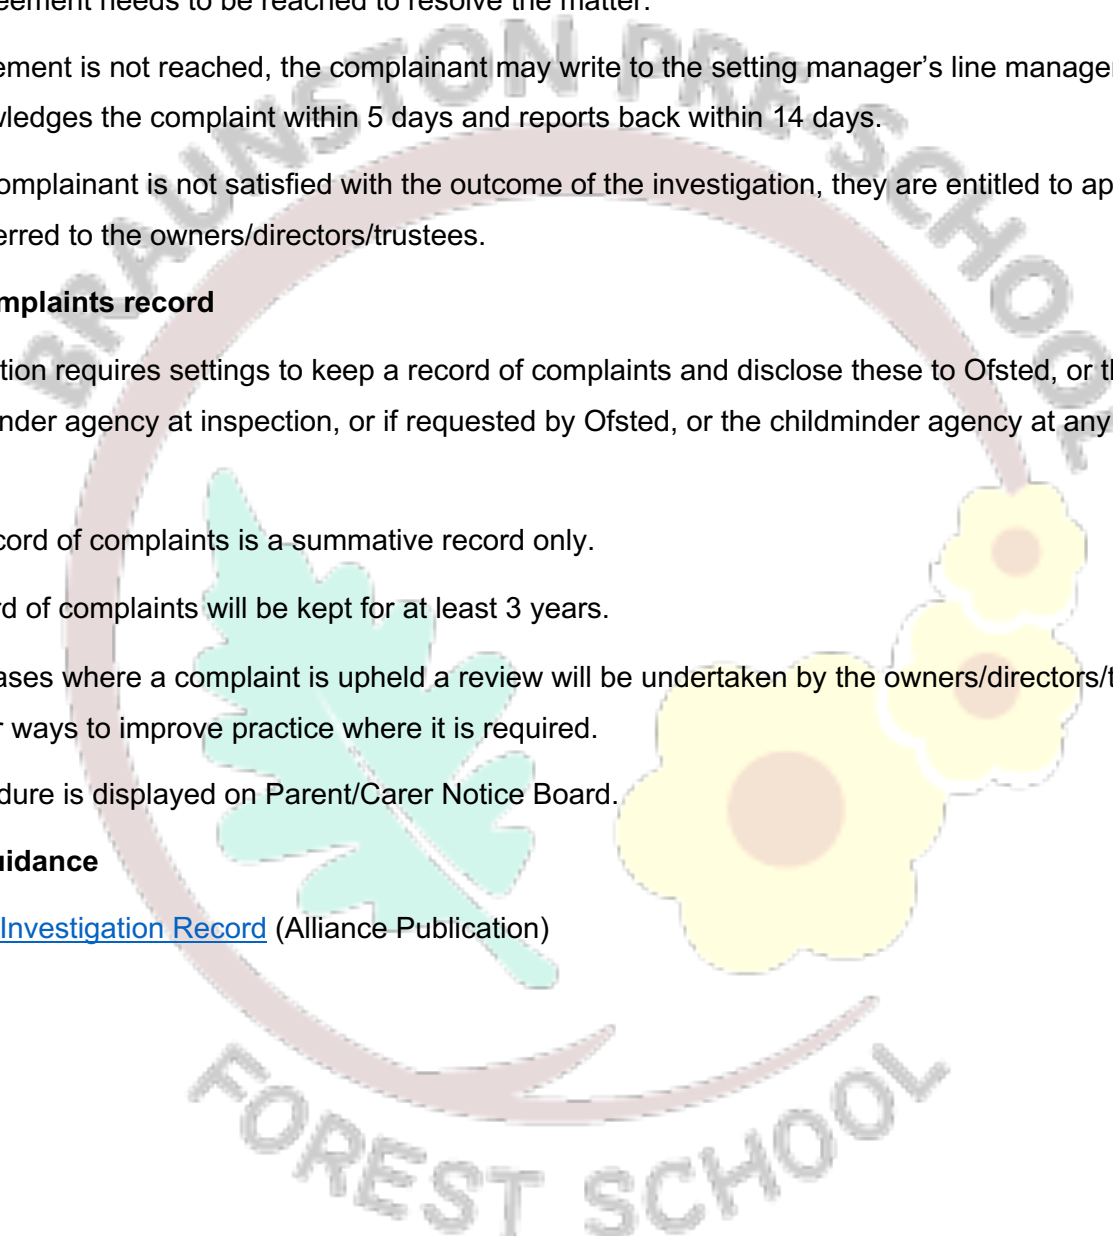 eement needs to be reached to resolve the matter.
ement is not reached, the complainant may write to the setting manager’s line manager
wledges the complaint within 5 days and reports back within 14 days.
omplainant is not satisfied with the outcome of the investigation, they are entitled to ap
erred to the owners/directors/trustees.
mplaints record
tion requires settings to keep a record of complaints and disclose these to Ofsted, or th
nder agency at inspection, or if requested by Ofsted, or the childminder agency at any
cord of complaints is a summative record only.
rd of complaints will be kept for at least 3 years.
ases where a complaint is upheld a review will be undertaken by the owners/directors/t
r ways to improve practice where it is required.
dure is displayed on Parent/Carer Notice Board.
uidance
Investigation Record (Alliance Publication)
BRAUNSTON PRE-SCHOOL
FOREST SCHOOL